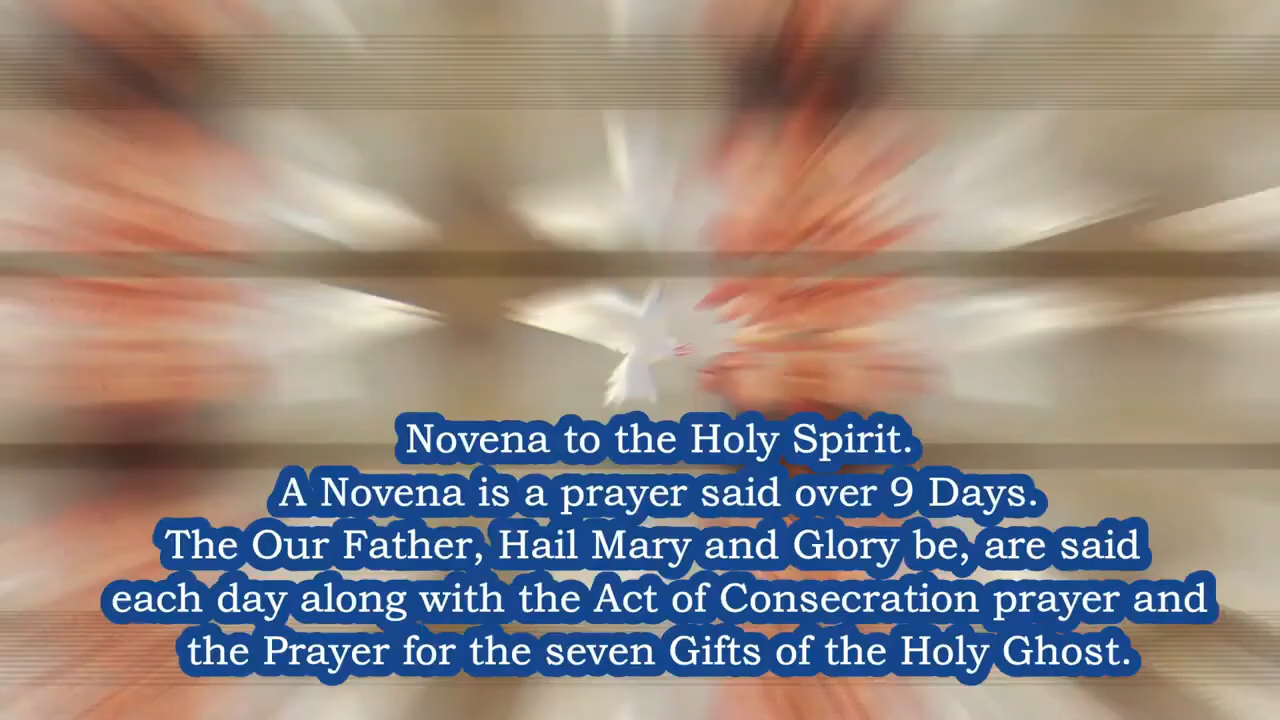 Novena to the Holy Spirit.
A Novena is a prayer said over 9 Days.
The Our Father, Hail Mary and Glory be, are said
each day along with the Act of Consecration prayer and
the Prayer for the seven Gifts of the Holy Ghost.